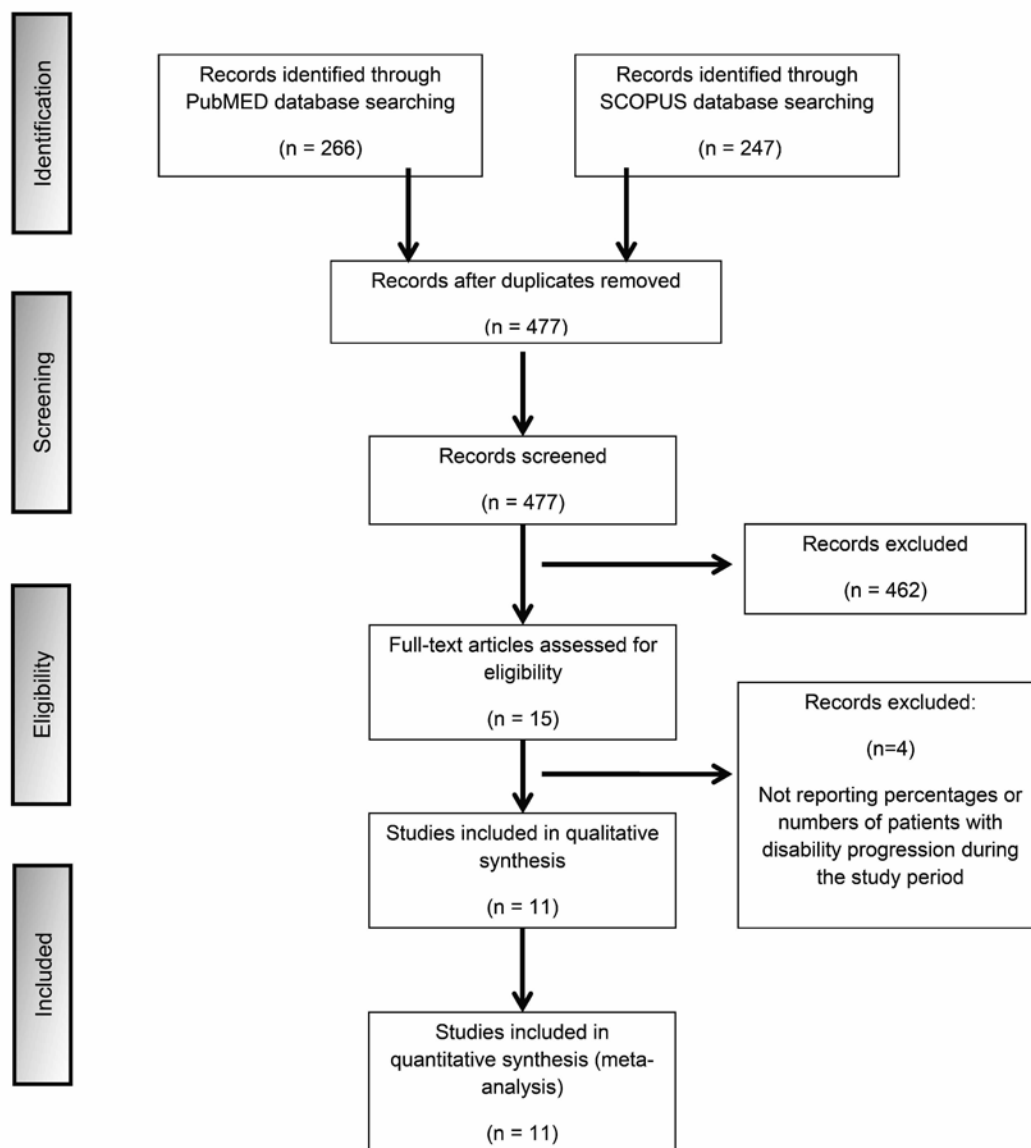 Identification
Records identified through
PubMED database searching
(n = 266)
Records identified through
SCOPUS database searching
(n = 247)
Records after duplicates removed
(n = 477)
Screening
Records screened
(n = 477)
Records excluded
(n = 462)
Eligibility
Full-text articles assessed for
eligibility
(n = 15)
Records excluded:
(n=4)
Not reporting percentages or
numbers of patients with
disability progression during
the study period
Studies included in qualitative
synthesis
(n = 11)
Included
Studies included in
quantitative synthesis (meta-
analysis)
(n = 11)